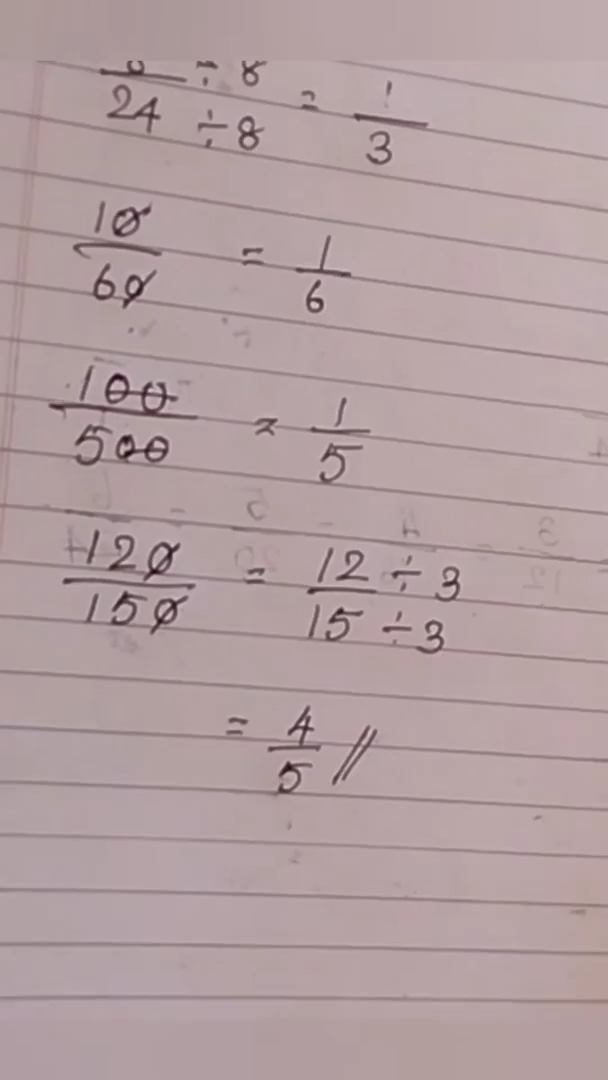 ÷ 8
24 ÷ 8 = 1/3
10/60 = 1/6
100/500 = 1/5
120/150 = 12 ÷ 3 / 15 ÷ 3
= 4/5 //